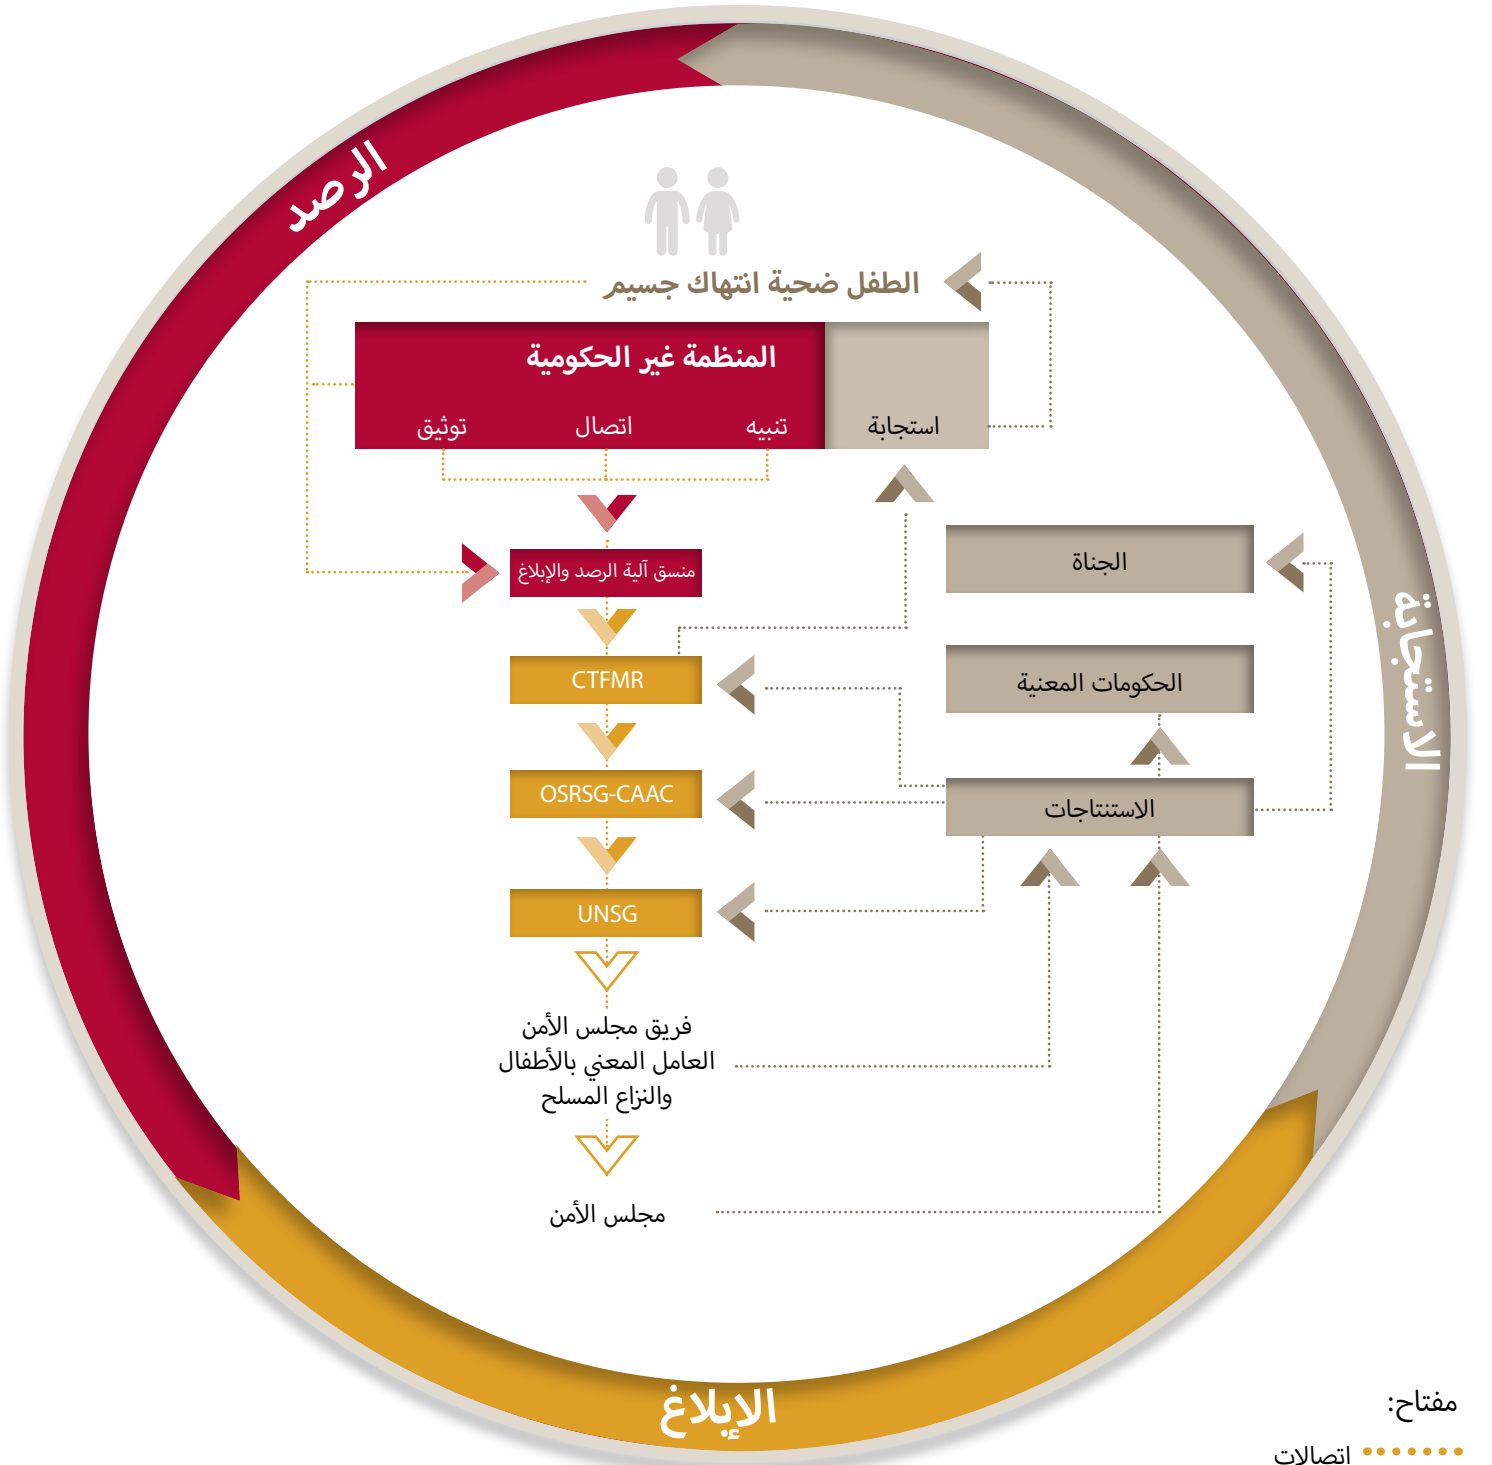 الرصد
الطفل ضحية انتهاك جسيم
المنظمة غير الحكومية
استجابة
تنبيه
اتصال
توثيق
منسق آلية الرصد والإبلاغ
الجناة
CTFMR
الحكومات المعنية
OSRSG-CAAC
الاستنتاجات
UNSG
فريق مجلس الأمن
العامل المعني بالأطفال
والنزاع المسلح
مجلس الأمن
الاستجابة
الإبلاغ
مفتاح:
اتصالات